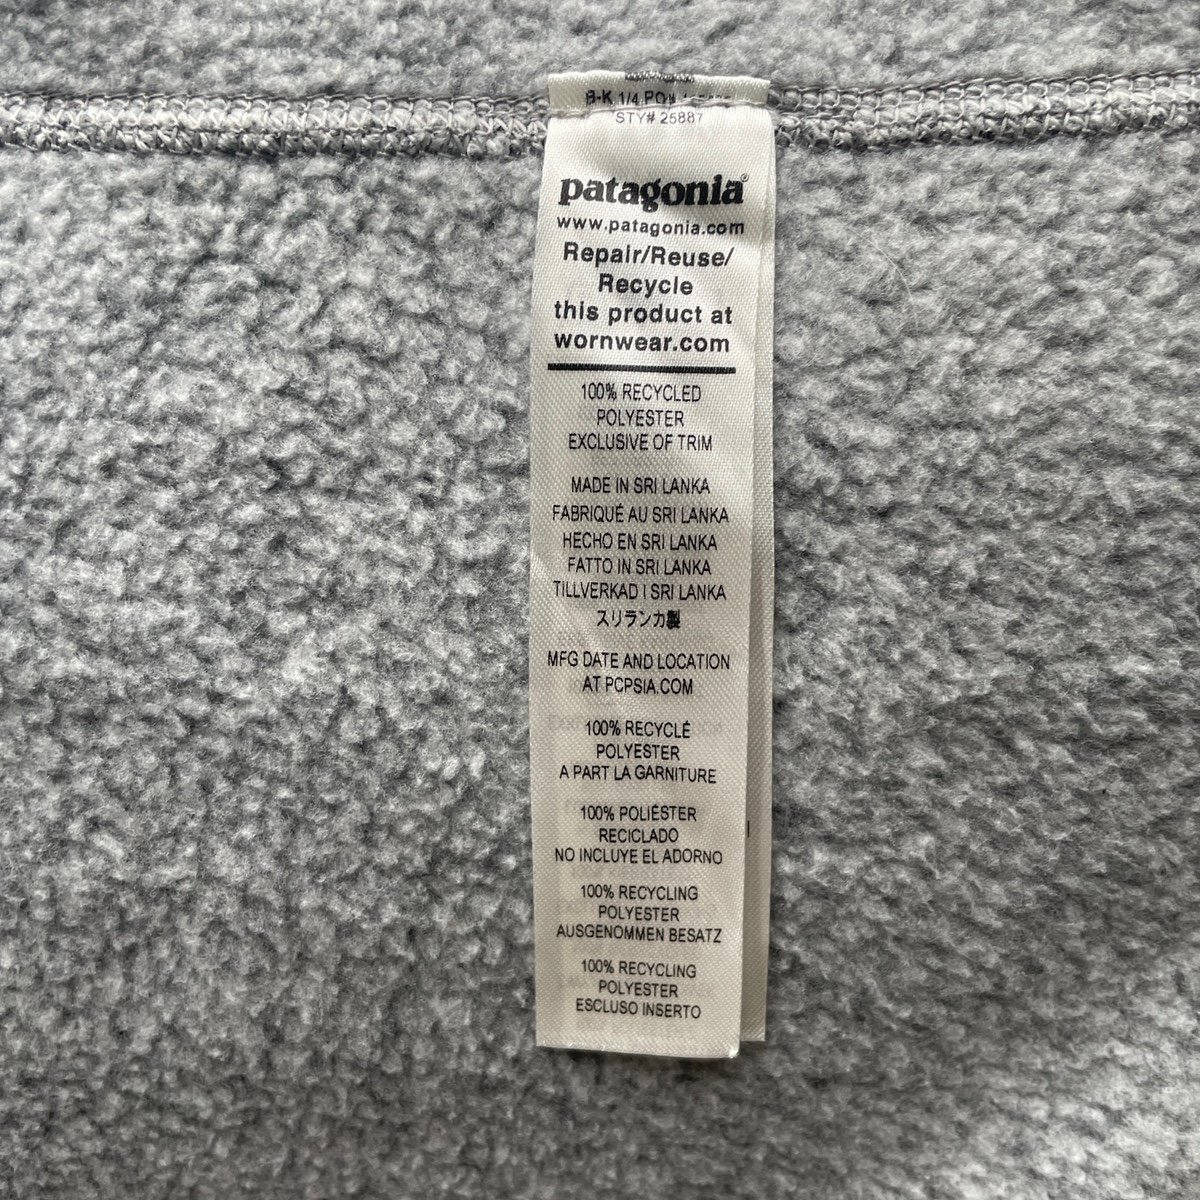 1/4 PO#
STY# 25887
patagonia®
www.patagonia.com
Repair/Reuse/
Recycle
this product at
wornwear.com
100% RECYCLED
POLYESTER
EXCLUSIVE OF TRIM
MADE IN SRI LANKA
FABRIQUÉ AU SRI LANKA
HECHO EN SRI LANKA
FATTO IN SRI LANKA
TILLVERKAD I SRI LANKA
スリランカ製
MFG DATE AND LOCATION
AT PCPSIA.COM
100% RECYCLÉ
POLYESTER
A PART LA GARNITURE
100% POLIÉSTER
RECICLADO
NO INCLUYE EL ADORNO
100% RECYCLING
POLYESTER
AUSGENOMMEN BESATZ
100% RECYCLING
POLYESTER
ESCLUSO INSERTO